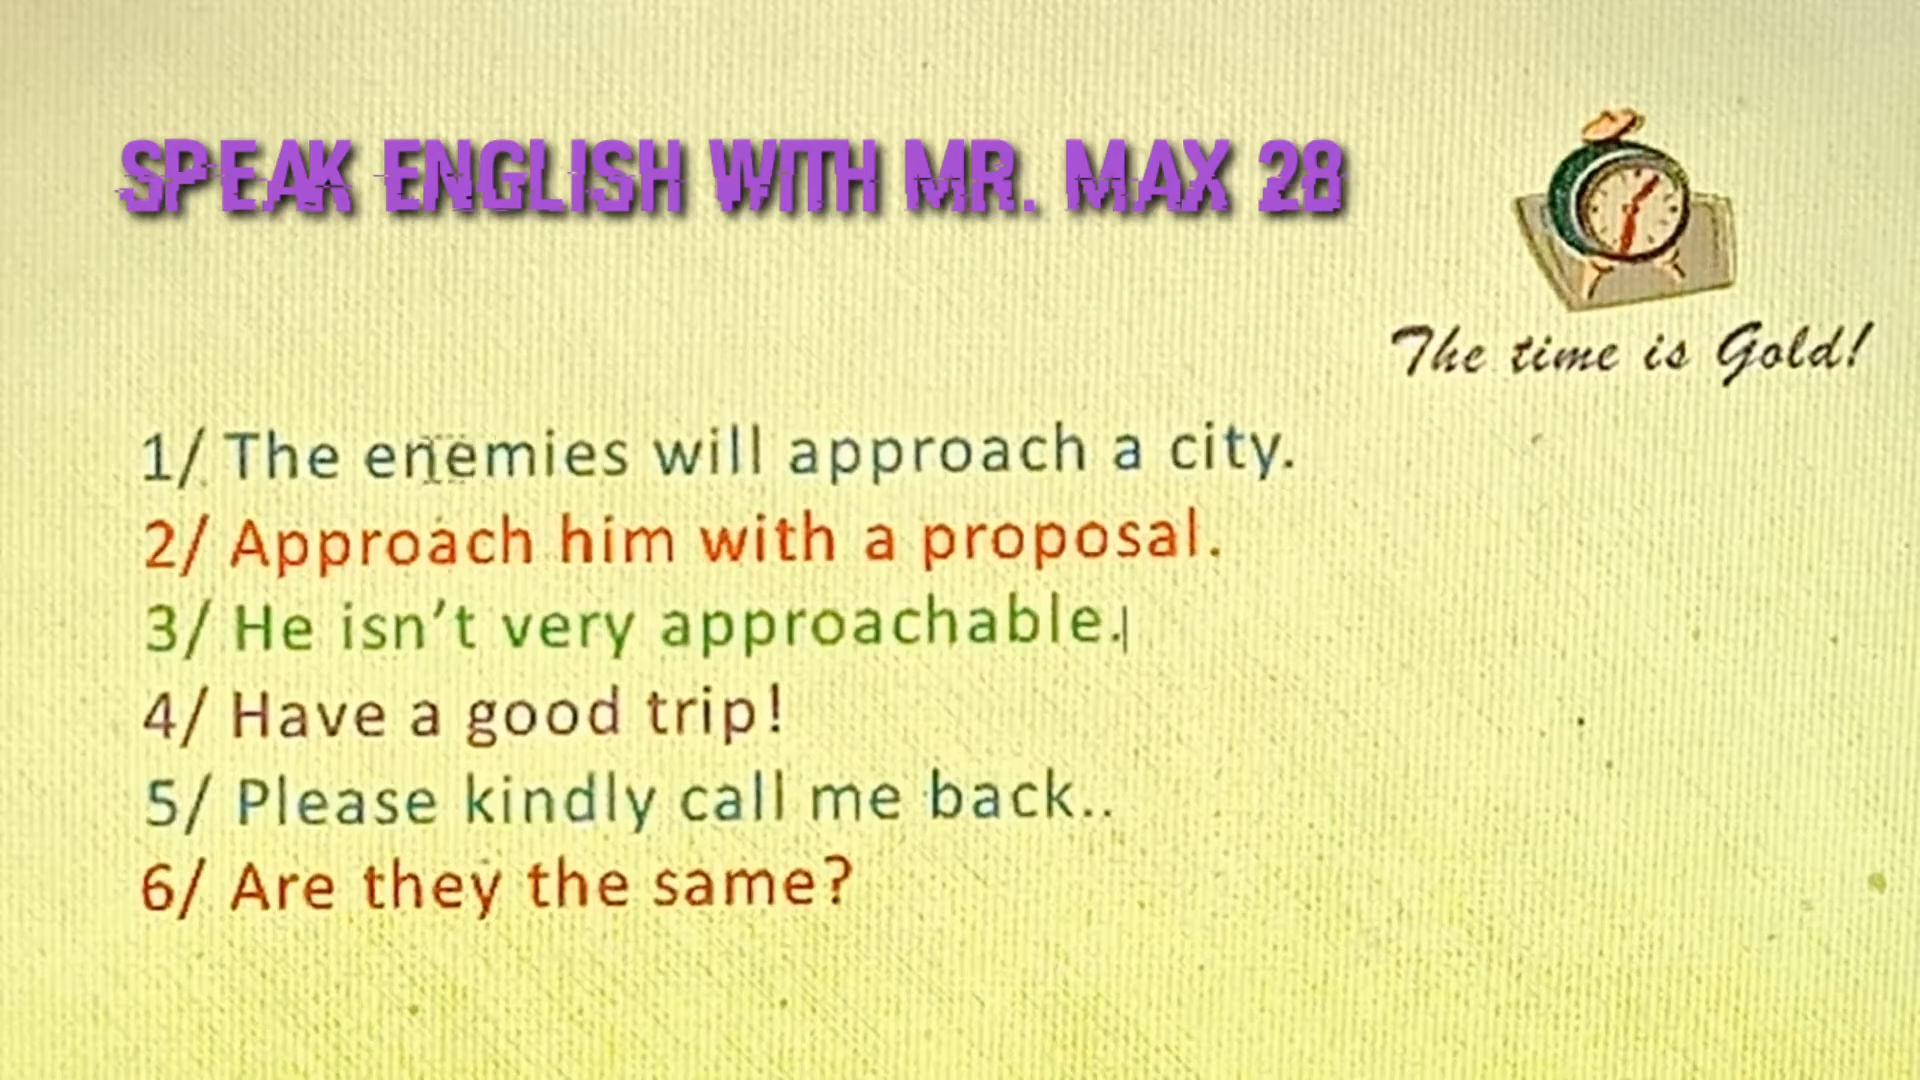 SPEAK ENGLISH WITH MR. MAX 28
The time is Gold!
1/ The enemies will approach a city.
2/ Approach him with a proposal.
3/ He isn’t very approachable.
4/ Have a good trip!
5/ Please kindly call me back..
6/ Are they the same?